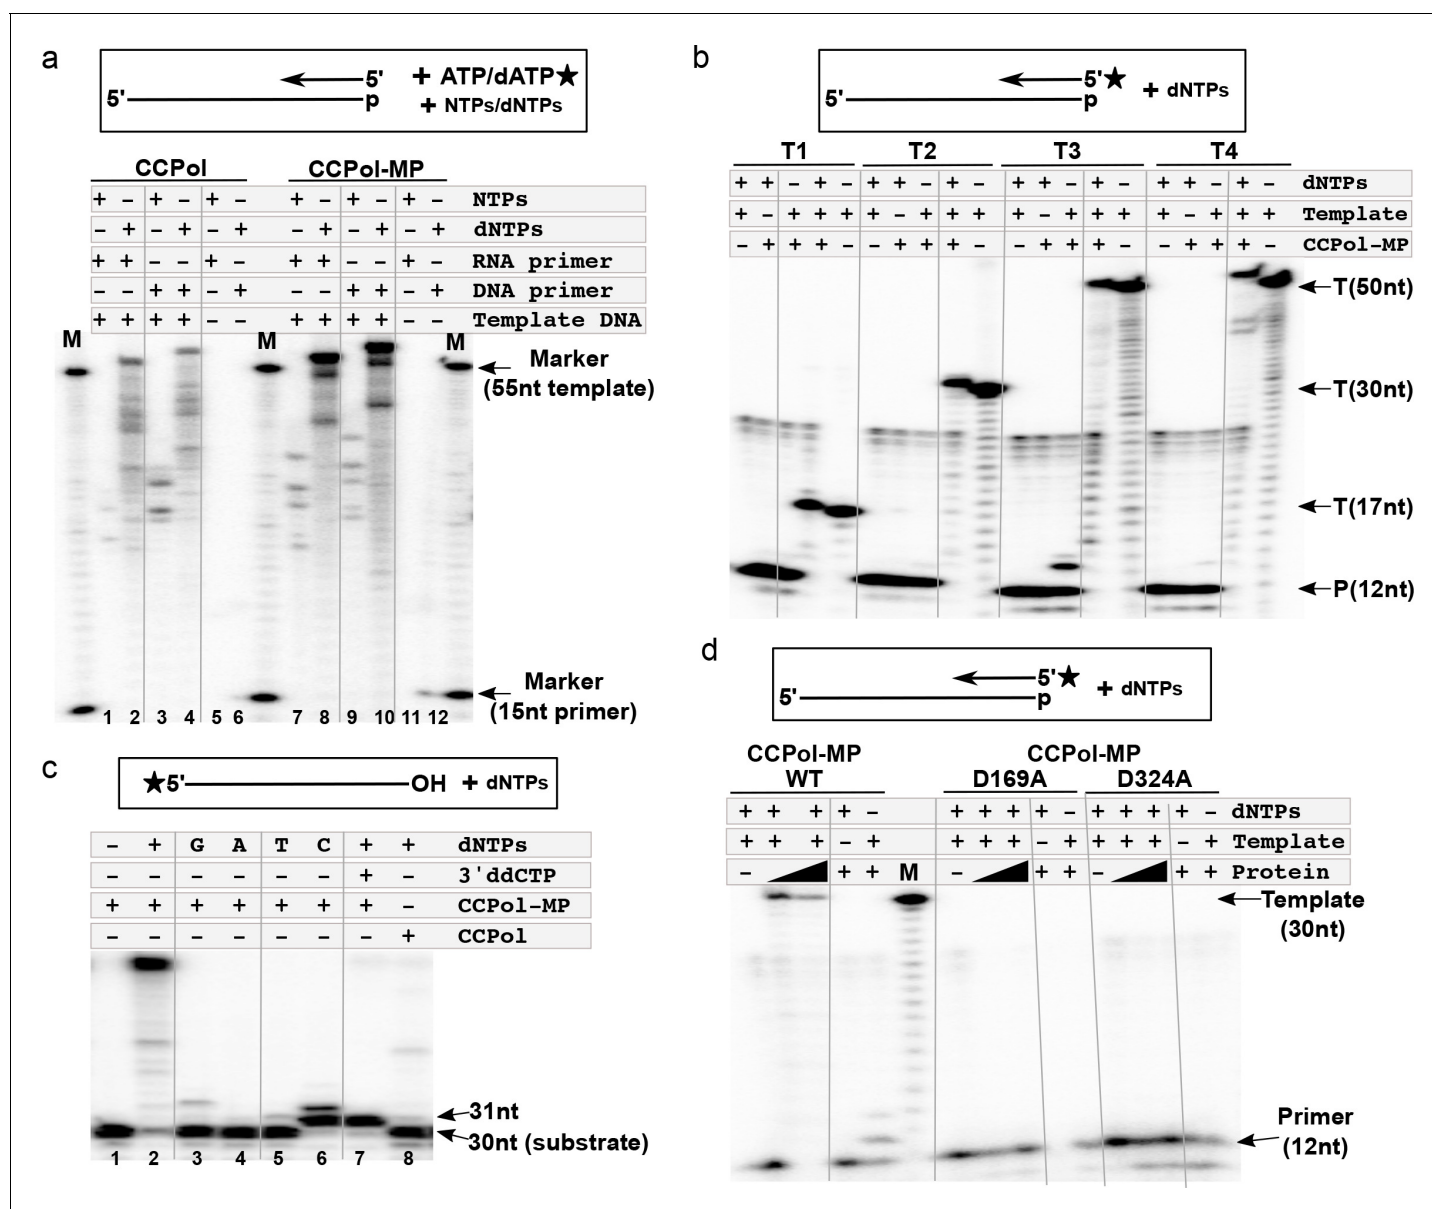 a
5'
+ ATP/dATP★
5'
p
+ NTPs/dNTPs
CCPol
CCPol-MP
+ – + – + – + – + – + – NTPs
– + – + – + – + – + – + dNTPs
+ + – – + – + + – – + – RNA primer
– – + + – + – – + + – + DNA primer
+ + + + – – + + + + – – Template DNA
M
M
M
Marker
(55nt template)
Marker
(15nt primer)
1 2 3 4 5 6 7 8 9 10 11 12
b
5'★
5'
p
+ dNTPs
T1
T2
T3
T4
+ + – + – + + – + – + + – + – + + – + – dNTPs
+ – + + + + – + + + + – + + + + – + + + Template
– + + + – – + + + – – + + + – – + + + – CCPol-MP
T(50nt)
T(30nt)
T(17nt)
P(12nt)
c
★5'
OH + dNTPs
– + G A T C + + dNTPs
– – – – – – + – 3'ddCTP
+ + + + + + + – CCPol-MP
– – – – – – – + CCPol
31nt
30nt (substrate)
1 2 3 4 5 6 7 8
d
5'★
5'
p
+ dNTPs
CCPol-MP
WT
CCPol-MP
D169A
D324A
+ + + + – + + + + – + + + + – dNTPs
+ + + – + + + + – + + + + – + Template
– + + M – + + – + + Protein
Template
(30nt)
Primer
(12nt)